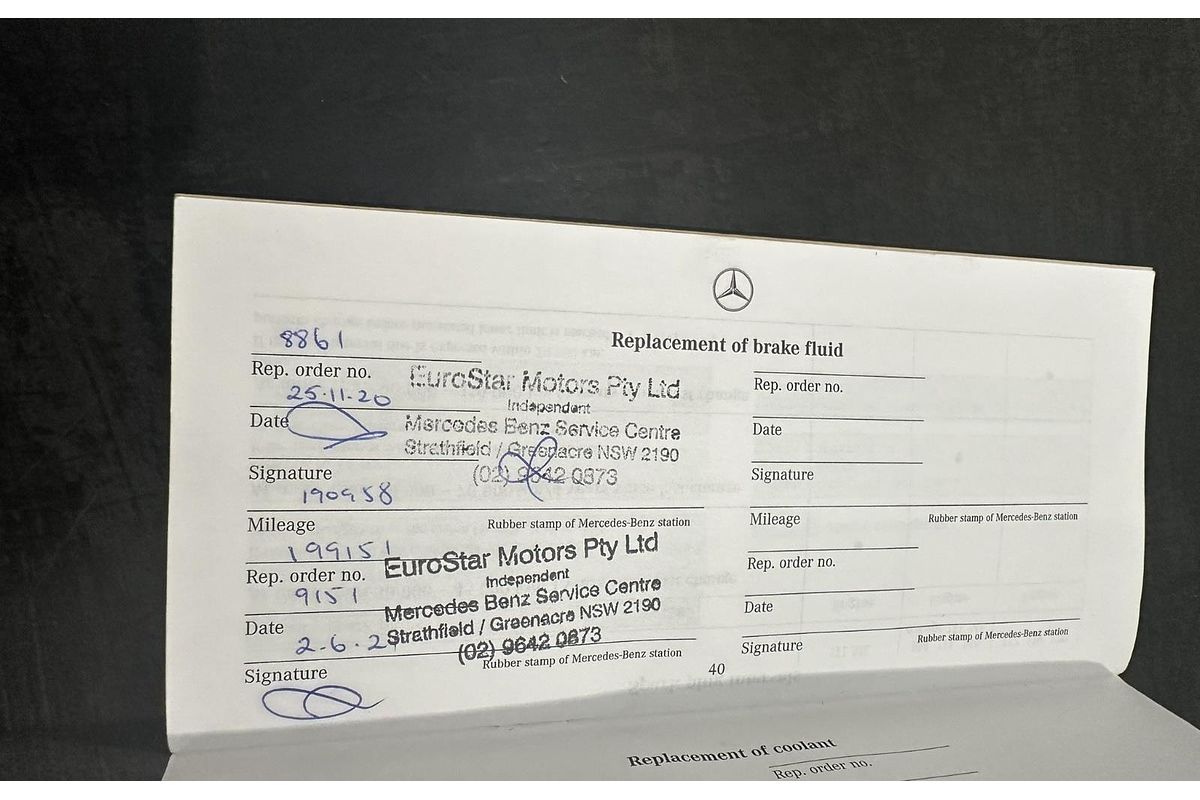 Replacement of brake fluid
8861
Rep. order no.
25.11.20
Date
Signature
190958
Mileage
EuroStar Motors Pty Ltd
Independent
Mercedes Benz Service Centre
Strathfield / Greenacre NSW 2190
(02) 9642 0873
Rubber stamp of Mercedes-Benz station
199151
Rep. order no.
9151
Date
2.6.2
Signature
EuroStar Motors Pty Ltd
Independent
Mercedes Benz Service Centre
Strathfield / Greenacre NSW 2190
(02) 9642 0873
Rubber stamp of Mercedes-Benz station
Rep. order no.
Date
Signature
Mileage
Rubber stamp of Mercedes-Benz station
Rep. order no.
Date
Signature
Rubber stamp of Mercedes-Benz station
40
Replacement of coolant
Rep. order no.